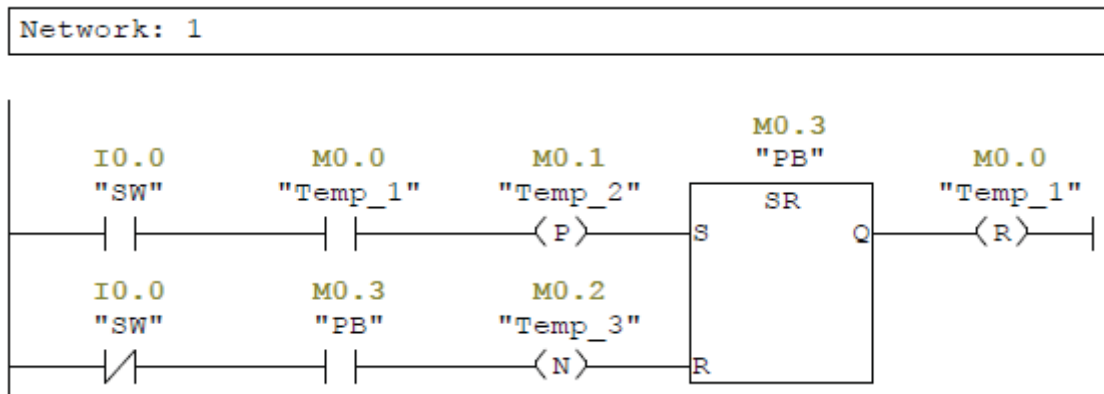 Network: 1
M0.3
I0.0 M0.0 M0.1 "PB" M0.0
"SW" "Temp_1" "Temp_2" SR "Temp_1"
P S Q R
I0.0 M0.3 M0.2
"SW" "PB" "Temp_3"
N R